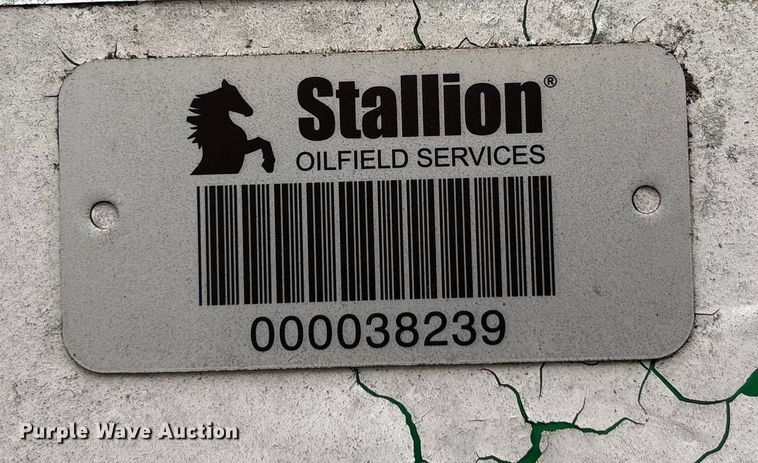 Stallion®
OILFIELD SERVICES
000038239
Purple Wave Auction